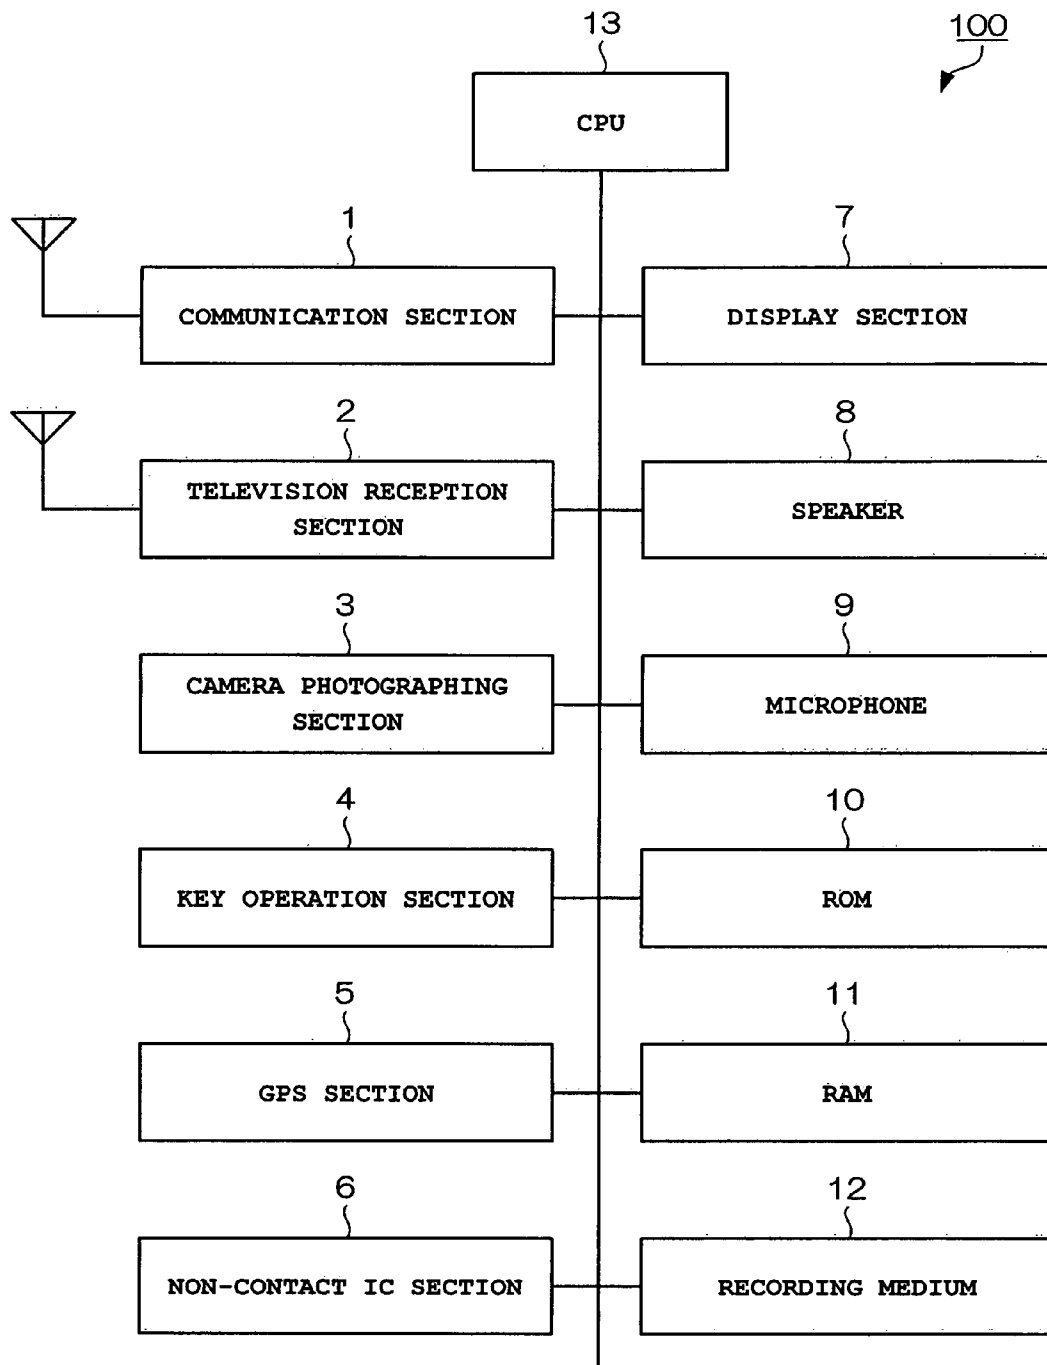 100
13
CPU
1
COMMUNICATION SECTION
7
DISPLAY SECTION
2
TELEVISION RECEPTION
SECTION
8
SPEAKER
3
CAMERA PHOTOGRAPHING
SECTION
9
MICROPHONE
4
KEY OPERATION SECTION
10
ROM
5
GPS SECTION
11
RAM
6
NON-CONTACT IC SECTION
12
RECORDING MEDIUM